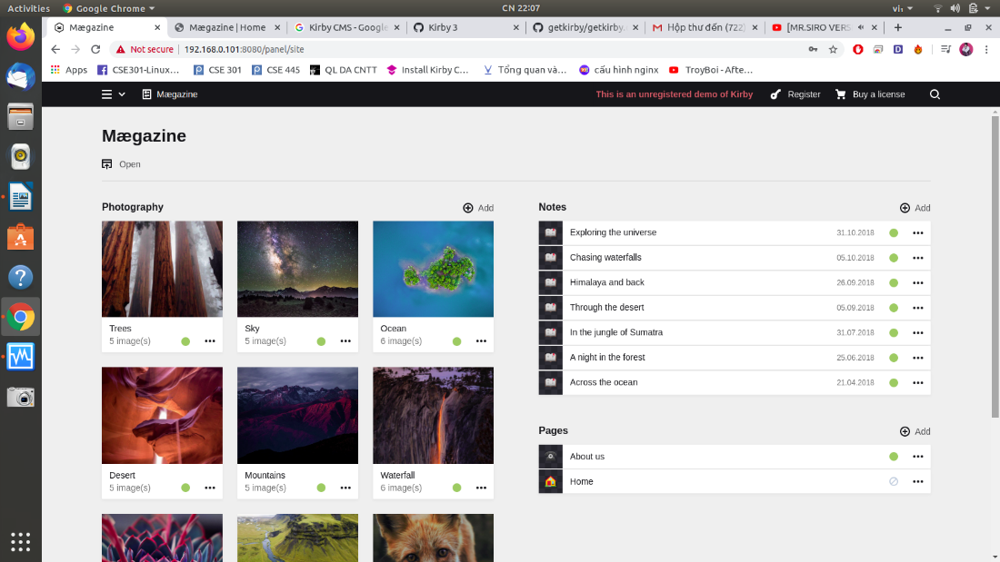 Activities Google Chrome CN 22:07 vi₁
Mægazine Mægazine | Home Kirby CMS - Google Kirby 3 getkirby/getkirby. Hộp thư đến (722) [MR.SIRO VERS
Not secure 192.168.0.101:8080/panel/site
Apps CSE301-Linux… CSE 301 CSE 445 QL DA CNTT Install Kirby C… Tổng quan và… cấu hình nginx TroyBoi - Afte…
Mægazine This is an unregistered demo of Kirby Register Buy a license
Mægazine
Open
Photography Add
Trees
5 image(s)
Sky
5 image(s)
Ocean
6 image(s)
Desert
5 image(s)
Mountains
5 image(s)
Waterfall
6 image(s)
Notes Add
Exploring the universe 31.10.2018
Chasing waterfalls 05.10.2018
Himalaya and back 26.09.2018
Through the desert 05.09.2018
In the jungle of Sumatra 31.07.2018
A night in the forest 25.06.2018
Across the ocean 21.04.2018
Pages Add
About us
Home